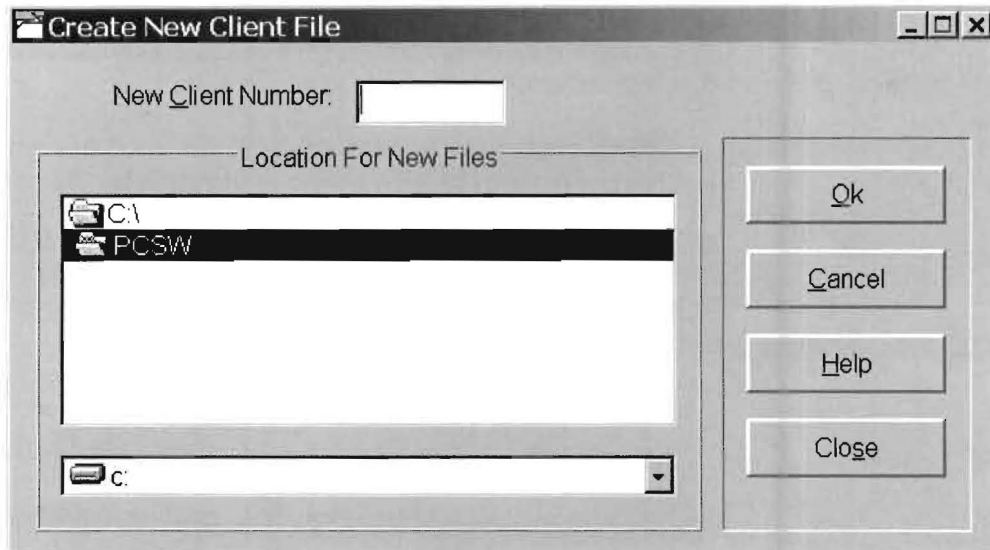 Create New Client File
New Client Number:
Location For New Files
C:\
PCSW
c:
Ok
Cancel
Help
Close